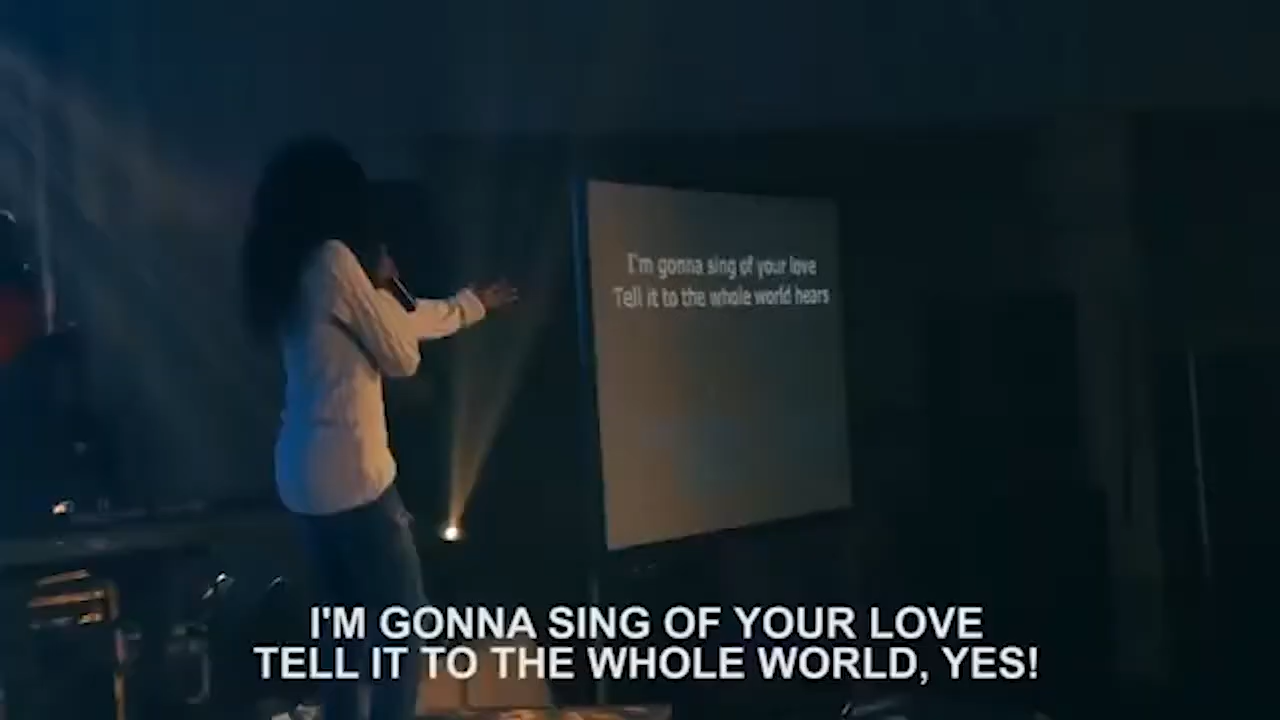 I'm gonna sing of your love
Tell it to the whole world hears
I'M GONNA SING OF YOUR LOVE
TELL IT TO THE WHOLE WORLD, YES!